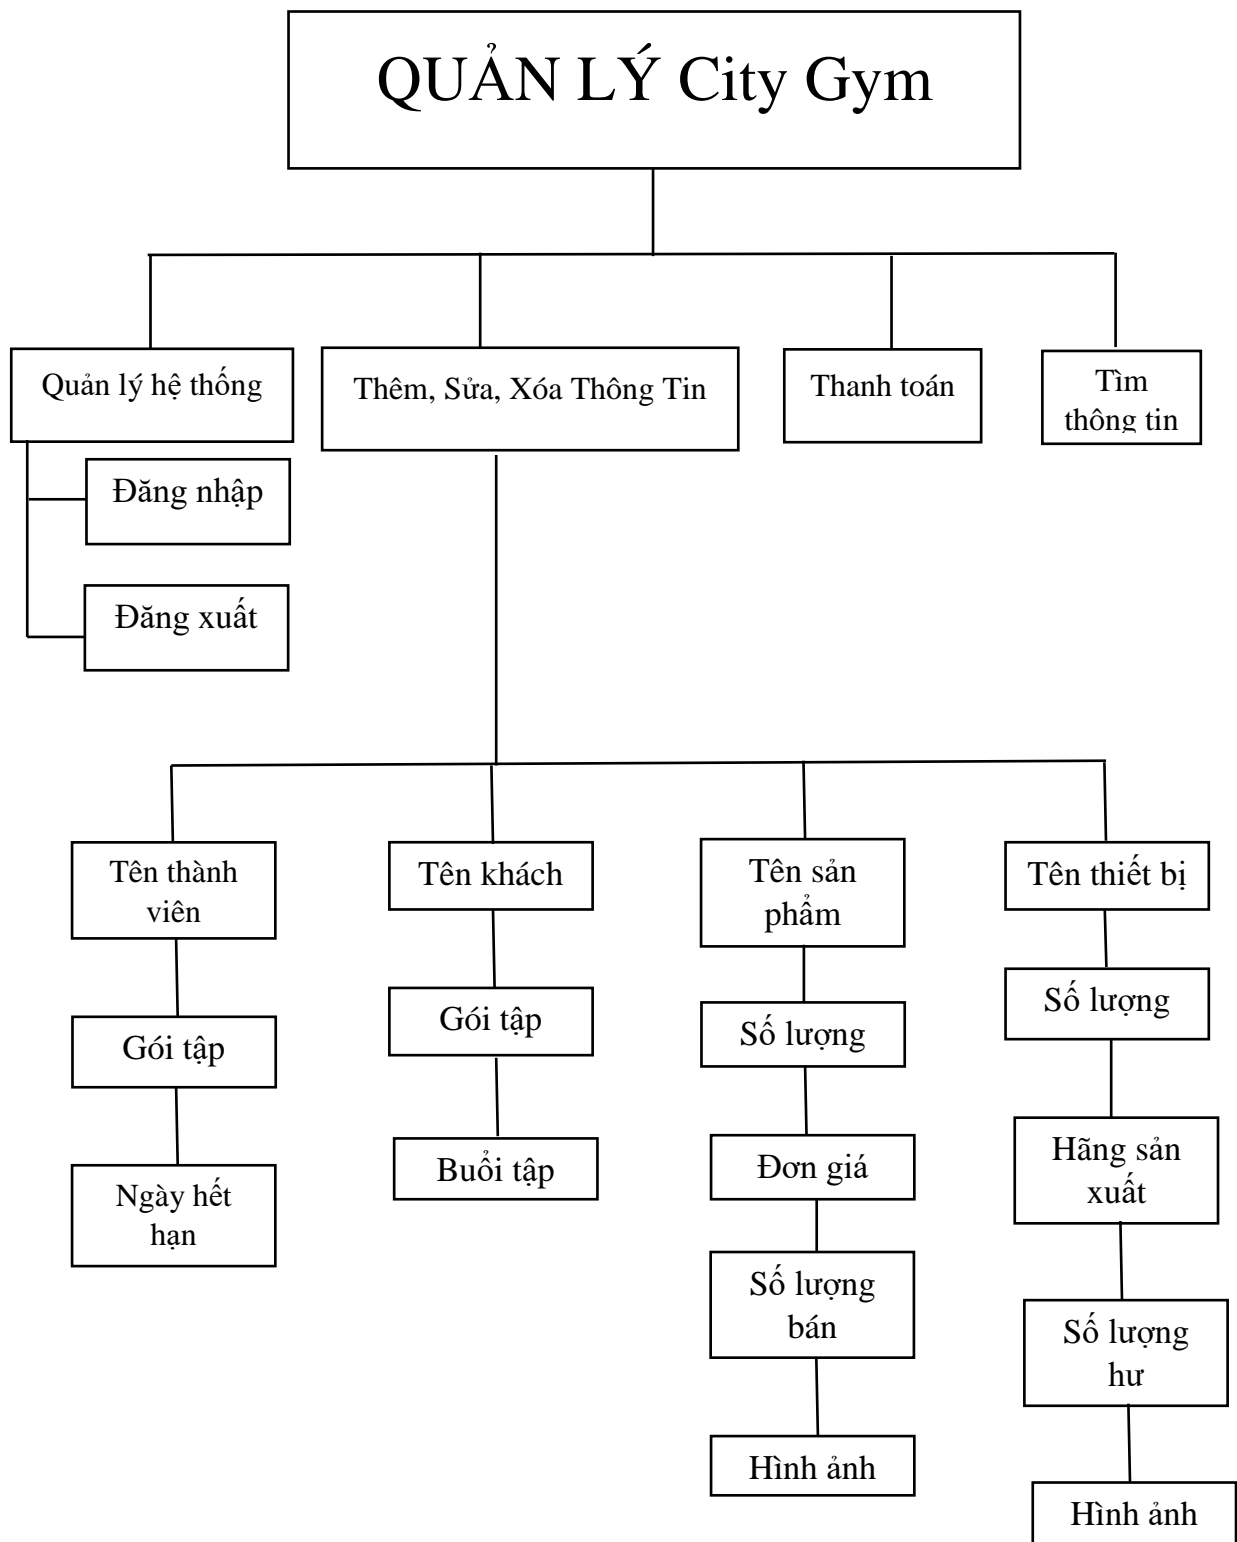 QUẢN LÝ City Gym
Quản lý hệ thống
Thêm, Sửa, Xóa Thông Tin
Thanh toán
Tìm
thông tin
Đăng nhập
Đăng xuất
Tên thành
viên
Gói tập
Ngày hết
hạn
Tên khách
Gói tập
Buổi tập
Tên sản
phẩm
Số lượng
Đơn giá
Số lượng
bán
Hình ảnh
Tên thiết bị
Số lượng
Hãng sản
xuất
Số lượng
hư
Hình ảnh